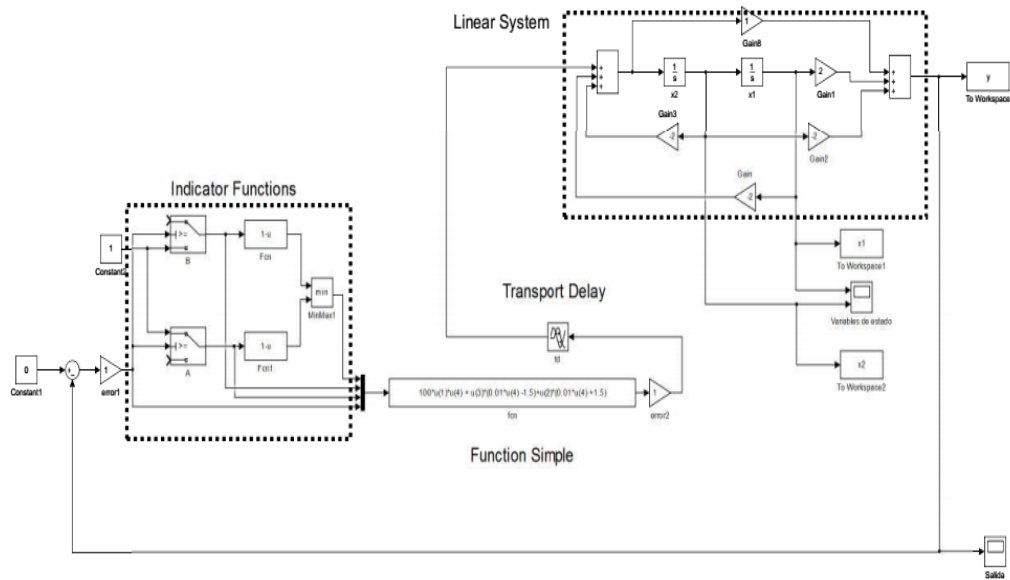 Linear System
1
Gain8
+
+
+
1
s
x2
1
s
x1
2
Gain1
+
+
+
y
To Workspace
Gain3
-2
-2
Gain2
Gain
-2
x1
To Workspace1
Variables de estado
x2
To Workspace2
Indicator Functions
1
Constant2
>=
B
1-u
Fcn
min
MinMax1
>=
A
1-u
Fcn1
Transport Delay
td
0
Constant1
1
error1
100*u(1)*u(4) + u(3)*(0.01*u(4) -1.5)+u(2)*(0.01*u(4) +1.5)
fcn
1
error2
Function Simple
Salida